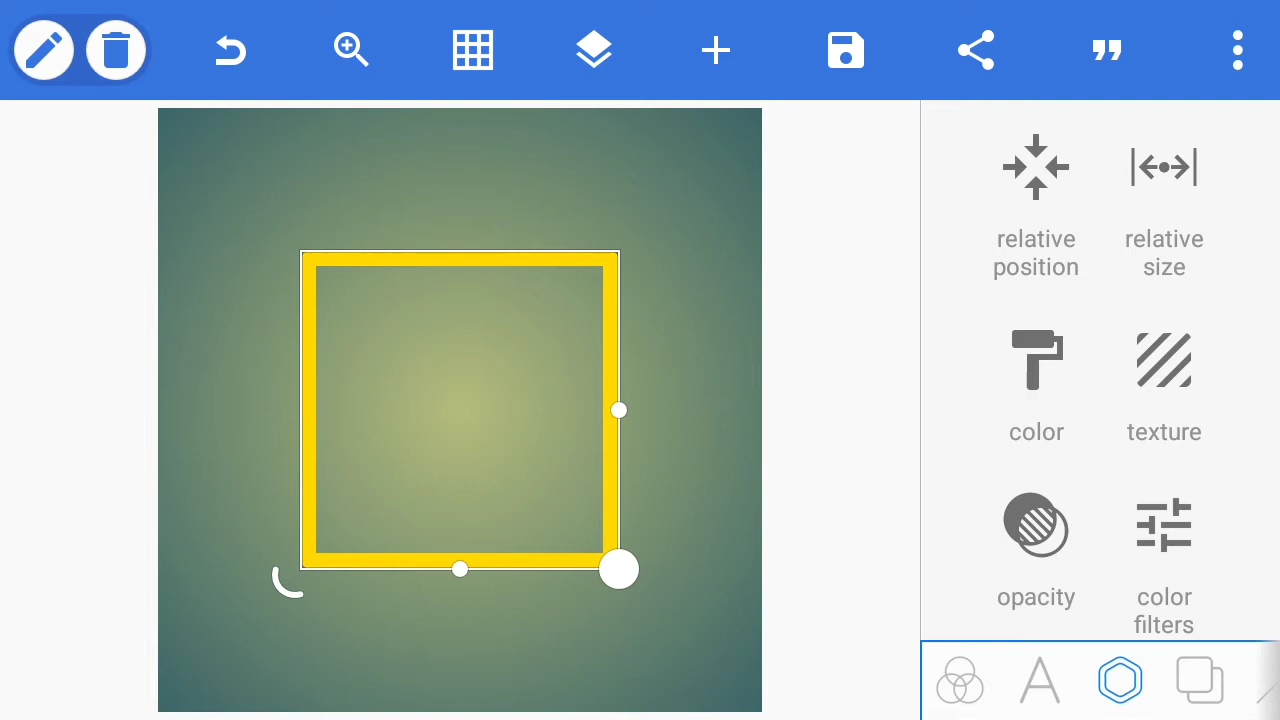 relative
position
relative
size
color
texture
opacity
color
filters